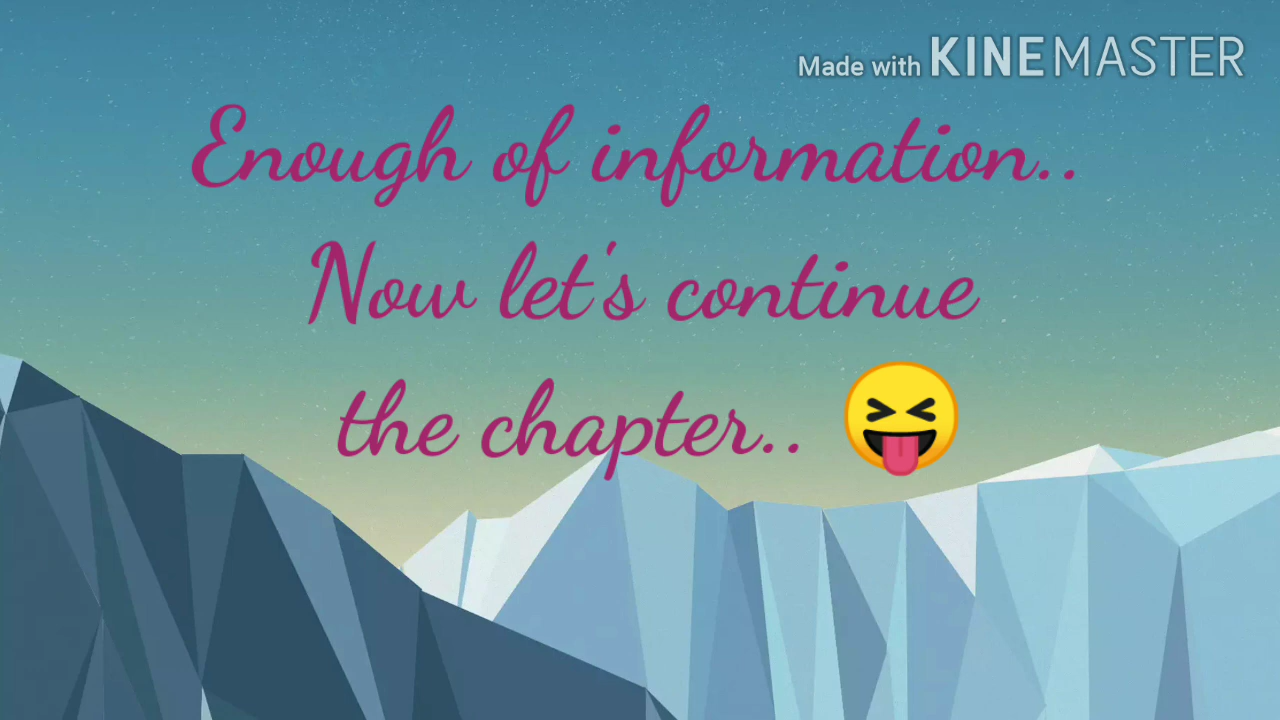 Made with KINEMASTER
Enough of information..
Now let's continue
the chapter.. 😝